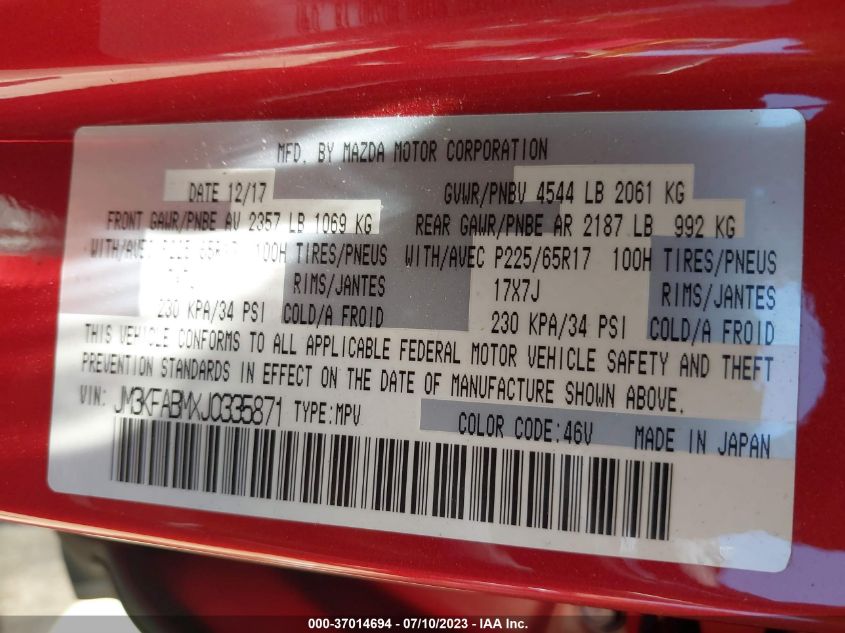 MFD. BY MAZDA MOTOR CORPORATION
DATE 12/17 GVWR/PNBV 4544 LB 2061 KG
FRONT GAWR/PNBE AV 2357 LB 1069 KG REAR GAWR/PNBE AR 2187 LB 992 KG
WITH/AVEC P225/65R17 100H TIRES/PNEUS WITH/AVEC P225/65R17 100H TIRES/PNEUS
RIMS/JANTES 17X7J RIMS/JANTES
230 KPA/34 PSI COLD/A FROID 230 KPA/34 PSI COLD/A FROID
THIS VEHICLE CONFORMS TO ALL APPLICABLE FEDERAL MOTOR VEHICLE SAFETY AND THEFT
PREVENTION STANDARDS IN EFFECT ON THE DATE OF MANUFACTURE SHOWN ABOVE.
VIN: JM3KFABMXJ0335871 TYPE:MPV COLOR CODE:46V MADE IN JAPAN
000-37014694 - 07/10/2023 - © IAA Inc.